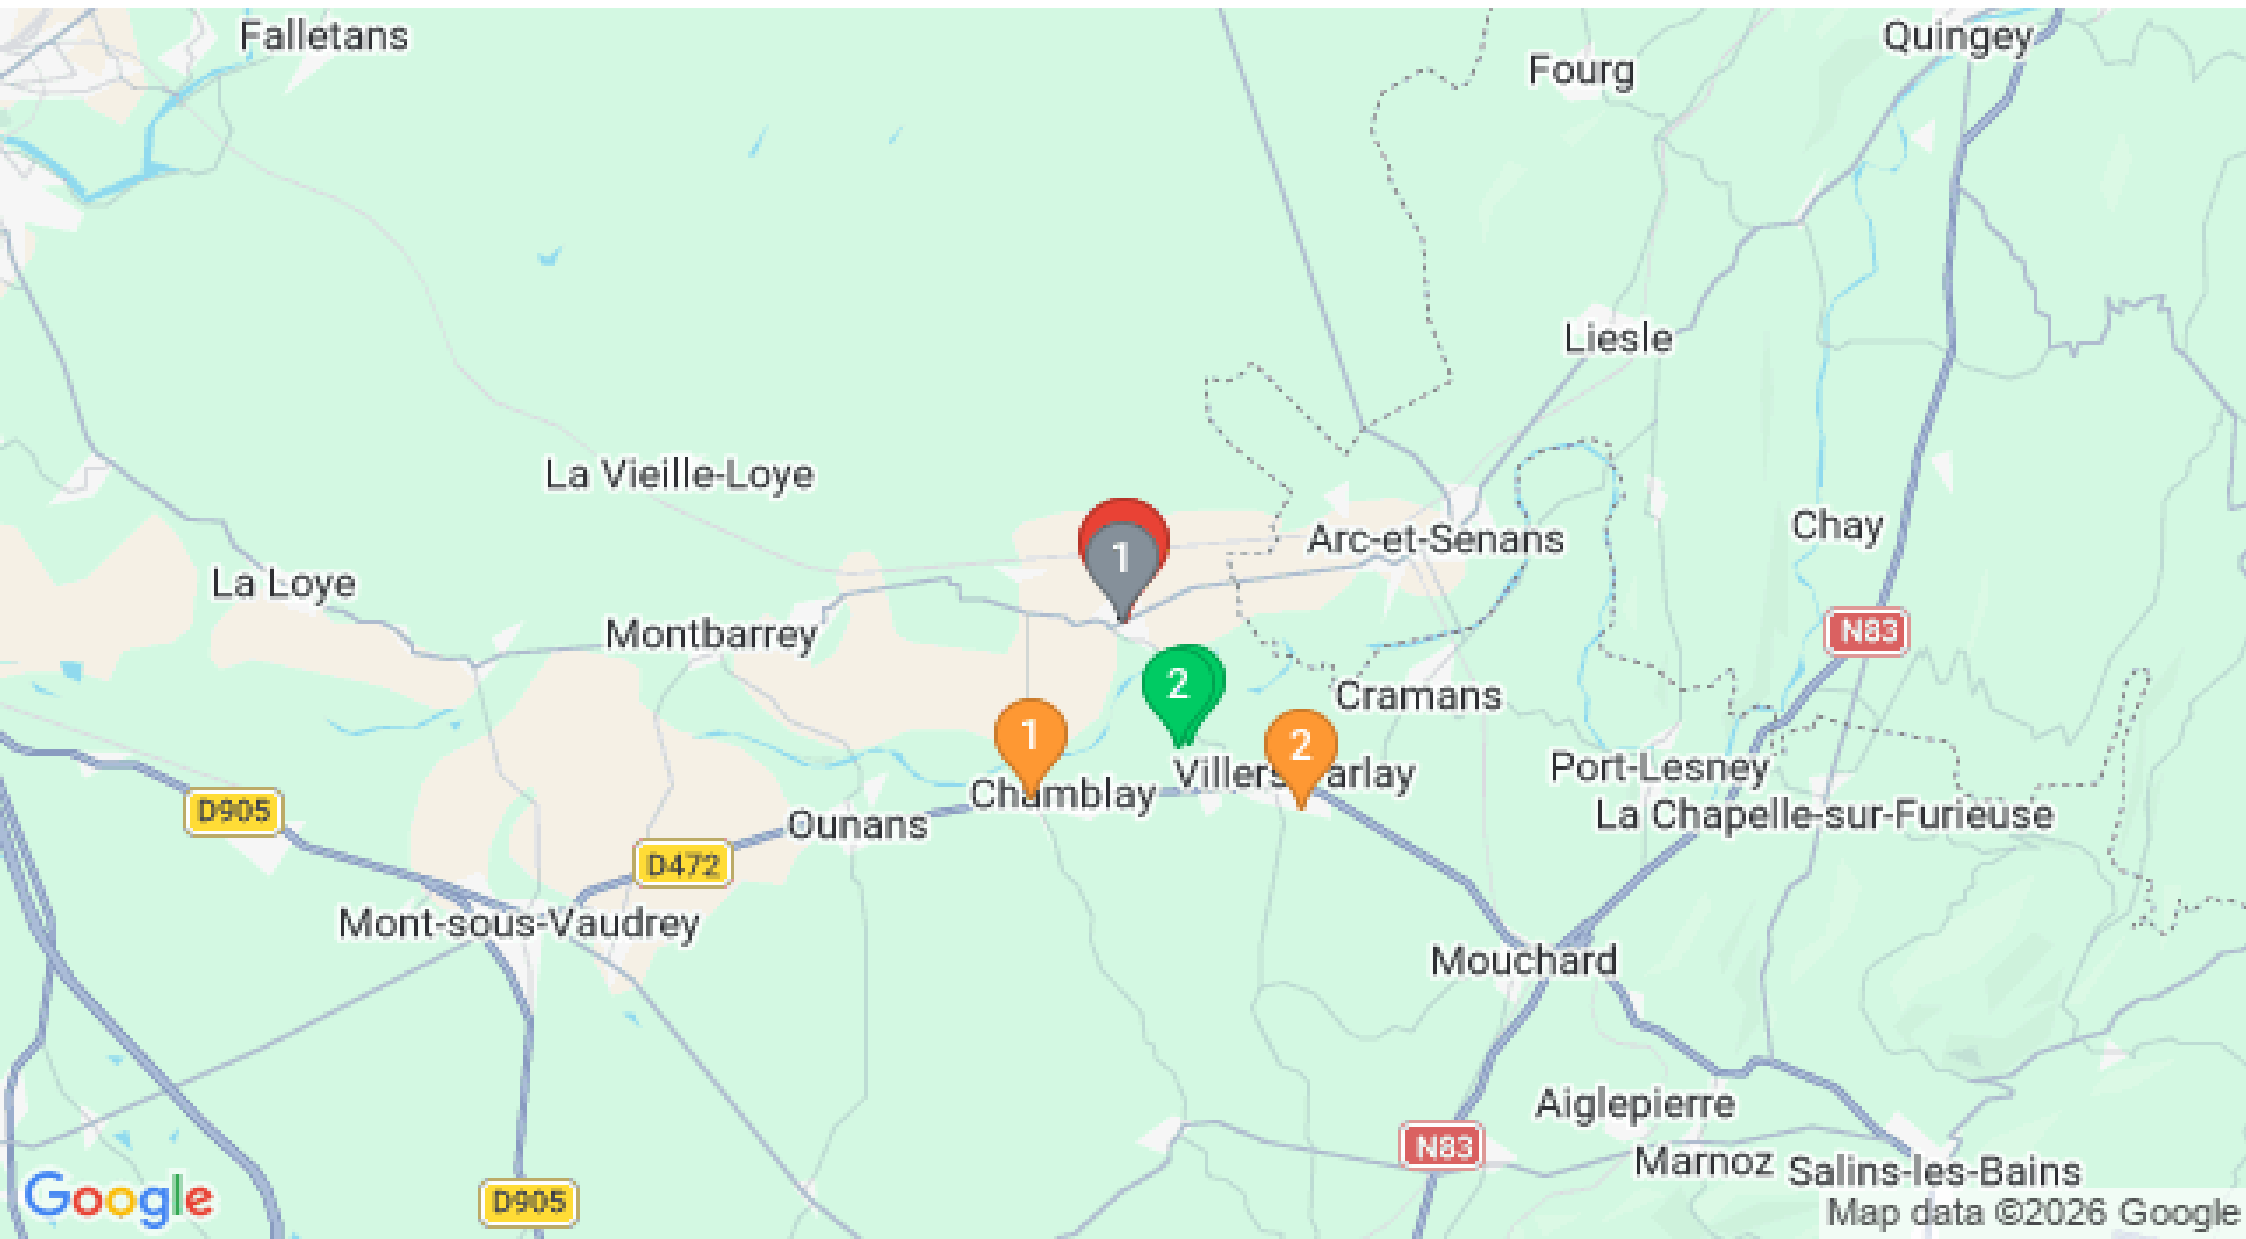 Falletans
Quingey
Fourg
Liesle
La Vieille-Loye
Chay
Arc-et-Senans
1
La Loye
Montbarrey
N83
2
Cramans
1
2
Villers
arlay
Port-Lesney
Chamblay
D905
Ounans
La Chapelle-sur-Furieuse
D472
Mont-sous-Vaudrey
Mouchard
Aiglepierre
N83
Marnoz
Salins-les-Bains
D905
Google
Map data ©2026 Google